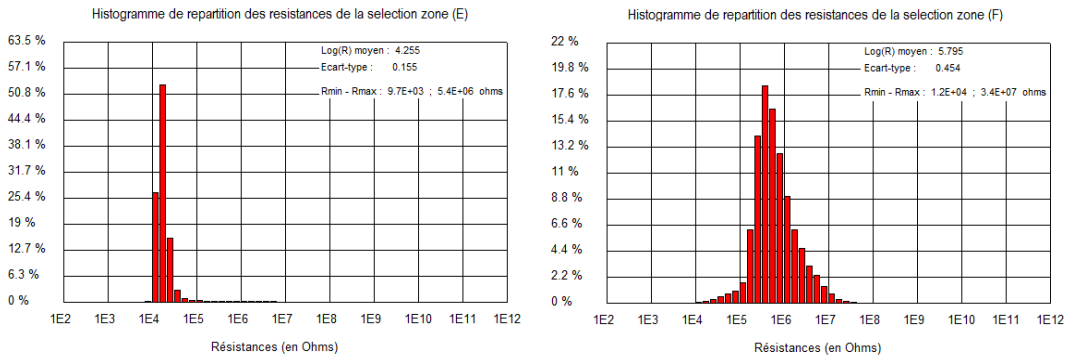 Histogramme de repartition des resistances de la selection zone (E)
63.5 %
57.1 %
50.8 %
44.4 %
38.1 %
31.7 %
25.4 %
19 %
12.7 %
6.3 %
0 %
Log(R) moyen : 4.255
Ecart-type : 0.155
Rmin - Rmax : 9.7E+03 ; 5.4E+06 ohms
1E2 1E3 1E4 1E5 1E6 1E7 1E8 1E9 1E10 1E11 1E12
Résistances (en Ohms)
Histogramme de repartition des resistances de la selection zone (F)
22 %
19.8 %
17.6 %
15.4 %
13.2 %
11 %
8.8 %
6.6 %
4.4 %
2.2 %
0 %
Log(R) moyen : 5.795
Ecart-type : 0.454
Rmin - Rmax : 1.2E+04 ; 3.4E+07 ohms
1E2 1E3 1E4 1E5 1E6 1E7 1E8 1E9 1E10 1E11 1E12
Résistances (en Ohms)